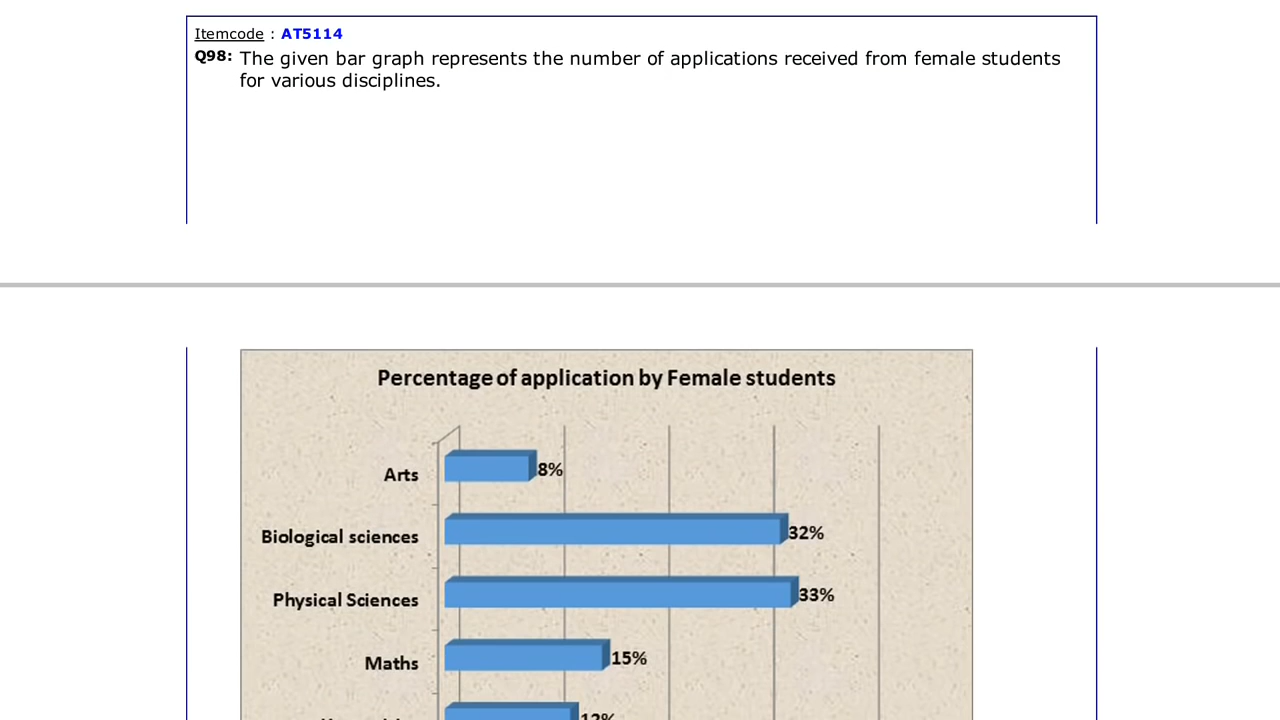 Itemcode : AT5114
Q98: The given bar graph represents the number of applications received from female students
for various disciplines.
Percentage of application by Female students
Arts 8%
Biological sciences 32%
Physical Sciences 33%
Maths 15%
12%